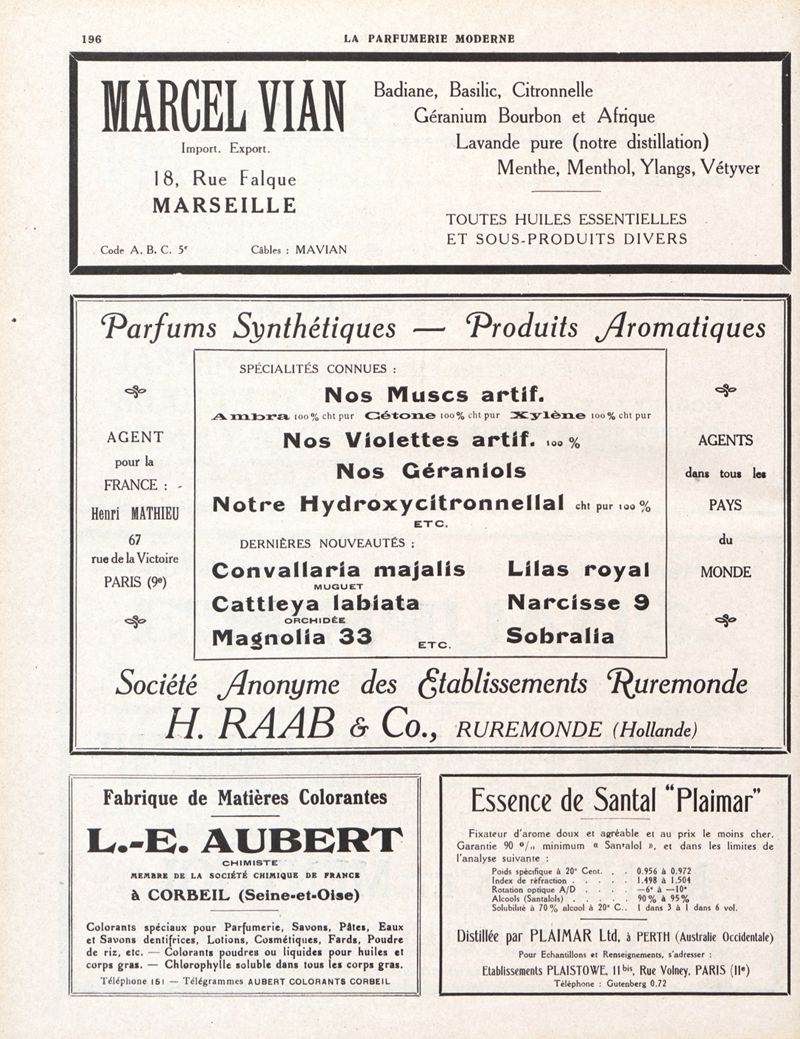 196
LA PARFUMERIE MODERNE
MARCEL VIAN
Import. Export.
18, Rue Falque
MARSEILLE
Code A. B. C. 5e
Câbles : MAVIAN
Badiane, Basilic, Citronnelle
Géranium Bourbon et Afrique
Lavande pure (notre distillation)
Menthe, Menthol, Ylangs, Vétyver
TOUTES HUILES ESSENTIELLES
ET SOUS-PRODUITS DIVERS
Parfums Synthétiques — Produits Aromatiques
AGENT
pour la
FRANCE :
Henri MATHIEU
67
rue de la Victoire
PARIS (9e)
SPÉCIALITÉS CONNUES :
Nos Muscs artif.
Ambra 100 % cht pur Cétone 100 % cht pur Xylène 100 % cht pur
Nos Violettes artif. 100 %
Nos Géraniols
Notre Hydroxycitronnellal cht pur 100 %
ETC.
DERNIÈRES NOUVEAUTÉS :
Convallaria majalis Lilas royal
MUGUET
Cattleya labiata Narcisse 9
ORCHIDÉE
Magnolia 33 ETC. Sobralia
AGENTS
dans tous les
PAYS
du
MONDE
Société Anonyme des Etablissements Ruremonde
H. RAAB & Co., RUREMONDE (Hollande)
Fabrique de Matières Colorantes
L.-E. AUBERT
CHIMISTE
MEMBRE DE LA SOCIÉTÉ CHIMIQUE DE FRANCE
à CORBEIL (Seine-et-Oise)
Colorants spéciaux pour Parfumerie, Savons, Pâtes, Eaux
et Savons dentifrices, Lotions, Cosmétiques, Fards, Poudre
de riz, etc. — Colorants poudres ou liquides pour huiles et
corps gras. — Chlorophylle soluble dans tous les corps gras.
Téléphone 151 — Télégrammes AUBERT COLORANTS CORBEIL
Essence de Santal "Plaimar"
Fixateur d'arome doux et agréable et au prix le moins cher.
Garantie 90 % minimum « Santalol », et dans les limites de
l'analyse suivante :
Poids spécifique à 20° Cent. . . 0.956 à 0.972
Index de réfraction . . . . . 1.498 à 1.504
Rotation optique A/D . . . . —6° à —10°
Alcools (Santalols) . . . . . 90 % à 95 %
Solubilité à 70 % alcool à 20° C. . 1 dans 3 à 1 dans 6 vol.
Distillée par PLAIMAR Ltd, à PERTH (Australie Occidentale)
Pour Echantillons et Renseignements, s'adresser :
Etablissements PLAISTOWE, 11 bis, Rue Volney, PARIS (IIe)
Téléphone : Gutenberg 0.72